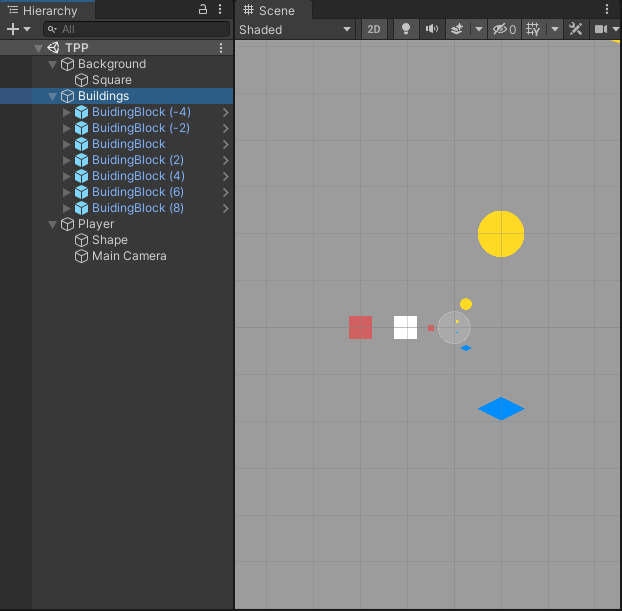 Hierarchy
All
TPP
Background
Square
Buildings
BuidingBlock (-4)
BuidingBlock (-2)
BuidingBlock
BuidingBlock (2)
BuidingBlock (4)
BuidingBlock (6)
BuidingBlock (8)
Player
Shape
Main Camera
Scene
Shaded 2D 0